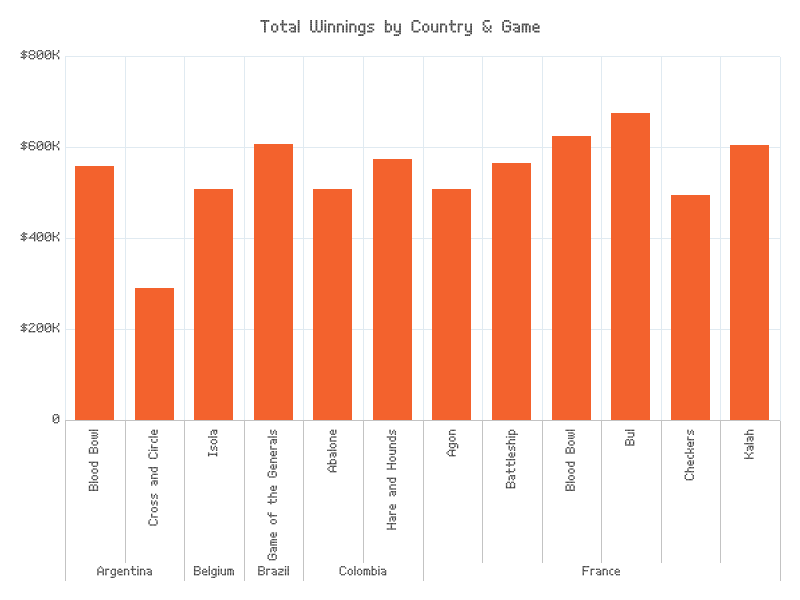 Total Winnings by Country & Game
$800K
$600K
$400K
$200K
0
Blood Bowl
Cross and Circle
Isola
Game of the Generals
Abalone
Hare and Hounds
Agon
Battleship
Blood Bowl
Bul
Checkers
Kalah
Argentina
Belgium
Brazil
Colombia
France